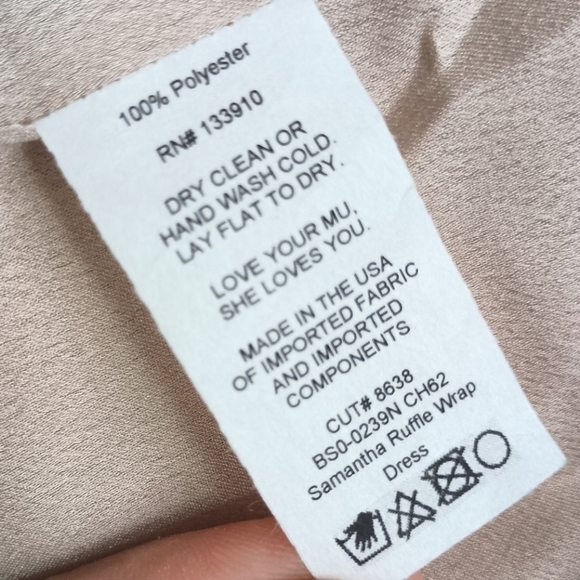 100% Polyester
RN# 133910
DRY CLEAN OR
HAND WASH COLD.
LAY FLAT TO DRY.
LOVE YOUR MU,
SHE LOVES YOU.
MADE IN THE USA
OF IMPORTED FABRIC
AND IMPORTED
COMPONENTS
CUT# 8638
BS0-0239N CH62
Samantha Ruffle Wrap
Dress